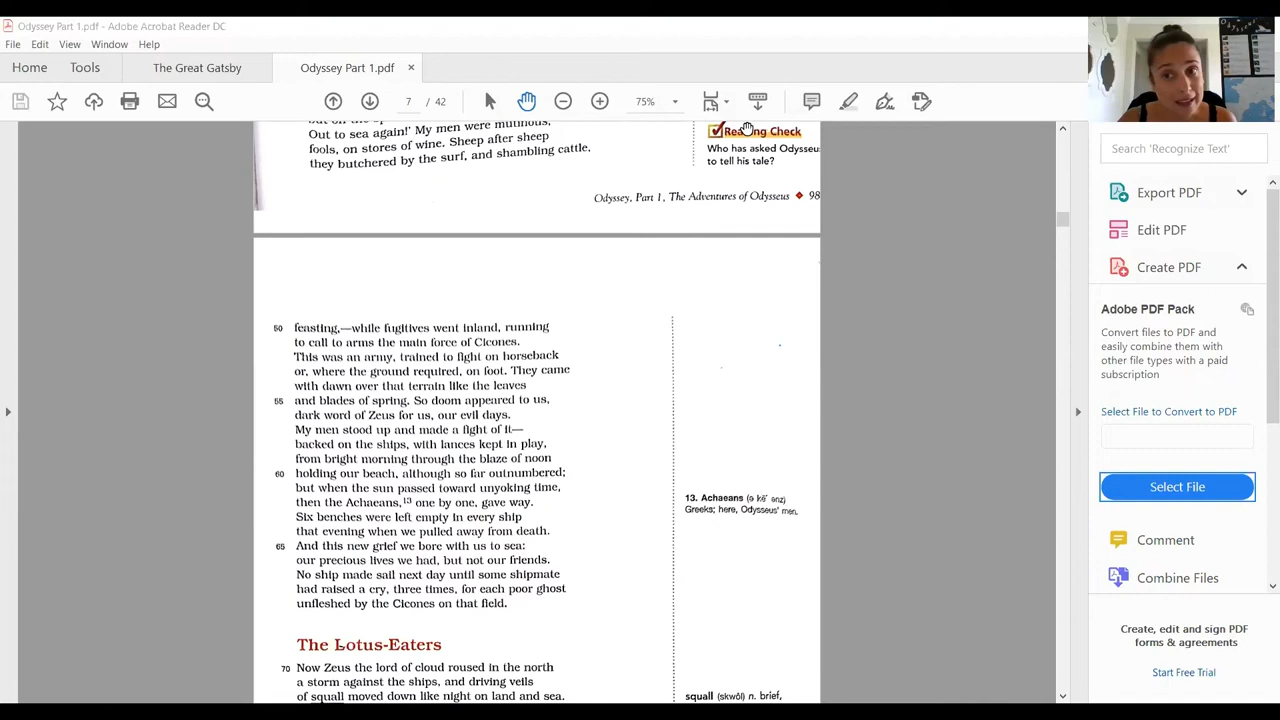 Odyssey Part 1.pdf - Adobe Acrobat Reader DC
File Edit View Window Help
Home Tools The Great Gatsby Odyssey Part 1.pdf ×
7 / 42 75%
Out to sea again!' My men were mutinous,
fools, on stores of wine. Sheep after sheep
they butchered by the surf, and shambling cattle.
Reading Check
Who has asked Odysseu
to tell his tale?
Odyssey, Part 1, The Adventures of Odysseus ◆ 98
50 feasting,—while fugitives went inland, running
to call to arms the main force of Cicones.
This was an army, trained to fight on horseback
or, where the ground required, on foot. They came
with dawn over that terrain like the leaves
55 and blades of spring. So doom appeared to us,
dark word of Zeus for us, our evil days.
My men stood up and made a fight of it—
backed on the ships, with lances kept in play,
from bright morning through the blaze of noon
60 holding our beach, although so far outnumbered;
but when the sun passed toward unyoking time,
then the Achaeans,13 one by one, gave way.
Six benches were left empty in every ship
that evening when we pulled away from death.
65 And this new grief we bore with us to sea:
our precious lives we had, but not our friends.
No ship made sail next day until some shipmate
had raised a cry, three times, for each poor ghost
unfleshed by the Cicones on that field.
13. Achaeans (ə kē' ənz)
Greeks; here, Odysseus' men.
The Lotus-Eaters
70 Now Zeus the lord of cloud roused in the north
a storm against the ships, and driving veils
of squall moved down like night on land and sea.
squall (skwôl) n. brief,
Search 'Recognize Text'
Export PDF
Edit PDF
Create PDF
Adobe PDF Pack
Convert files to PDF and
easily combine them with
other file types with a paid
subscription
Select File to Convert to PDF
Select File
Comment
Combine Files
Create, edit and sign PDF
forms & agreements
Start Free Trial